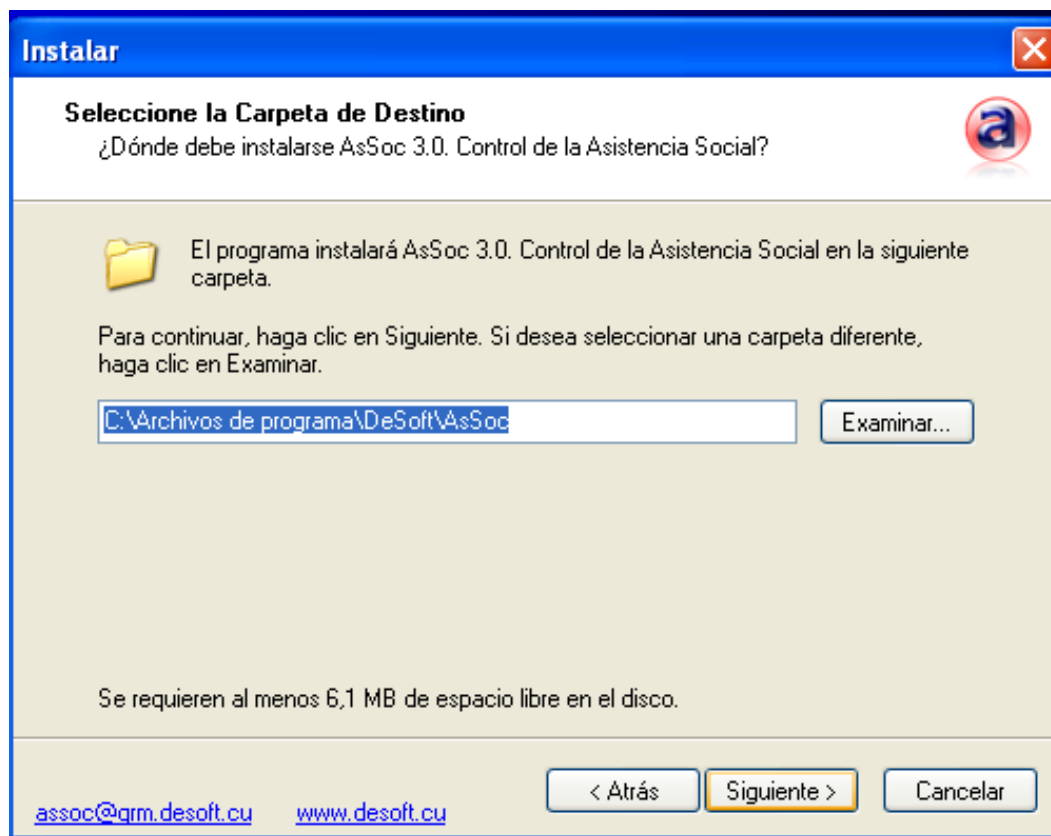 Instalar
Seleccione la Carpeta de Destino
¿Dónde debe instalarse AsSoc 3.0. Control de la Asistencia Social?
a
El programa instalará AsSoc 3.0. Control de la Asistencia Social en la siguiente
carpeta.
Para continuar, haga clic en Siguiente. Si desea seleccionar una carpeta diferente,
haga clic en Examinar.
C:\Archivos de programa\DeSoft\AsSoc
Examinar...
Se requieren al menos 6,1 MB de espacio libre en el disco.
< Atrás
Siguiente >
Cancelar
assoc@grm.desoft.cu
www.desoft.cu